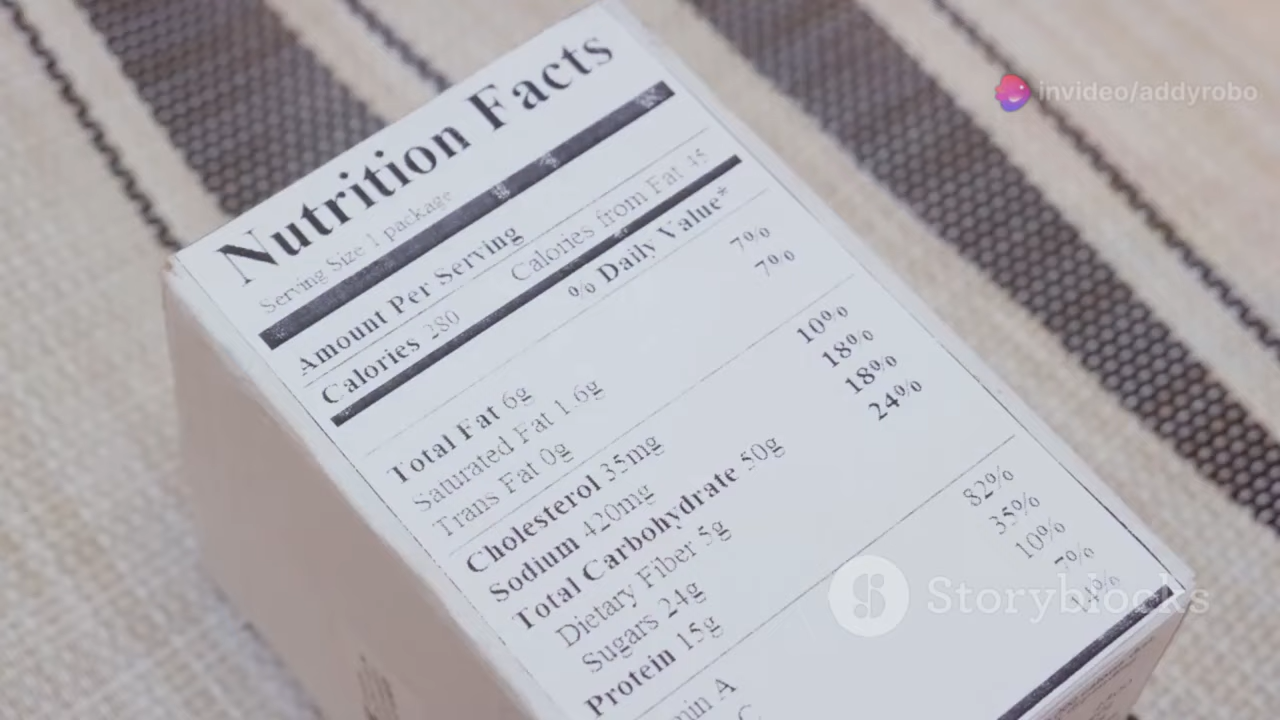 Nutrition Facts
invideo/addyrobo
Serving Size 1 package
Amount Per Serving
Calories 280 Calories from Fat 45
% Daily Value*
Total Fat 6g 7%
Saturated Fat 1.6g 7%
Trans Fat 0g
Cholesterol 35mg 10%
Sodium 420mg 18%
Total Carbohydrate 50g 18%
Dietary Fiber 5g 24%
Sugars 24g
Protein 15g
82%
A 35%
C 10%
7%
14%
Storyblocks